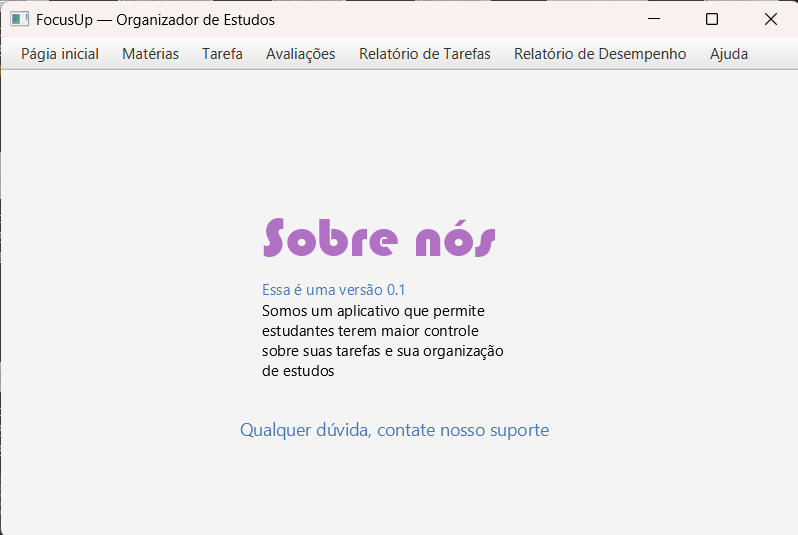 FocusUp — Organizador de Estudos
Págia inicial Matérias Tarefa Avaliações Relatório de Tarefas Relatório de Desempenho Ajuda
Sobre nós
Essa é uma versão 0.1
Somos um aplicativo que permite
estudantes terem maior controle
sobre suas tarefas e sua organização
de estudos
Qualquer dúvida, contate nosso suporte